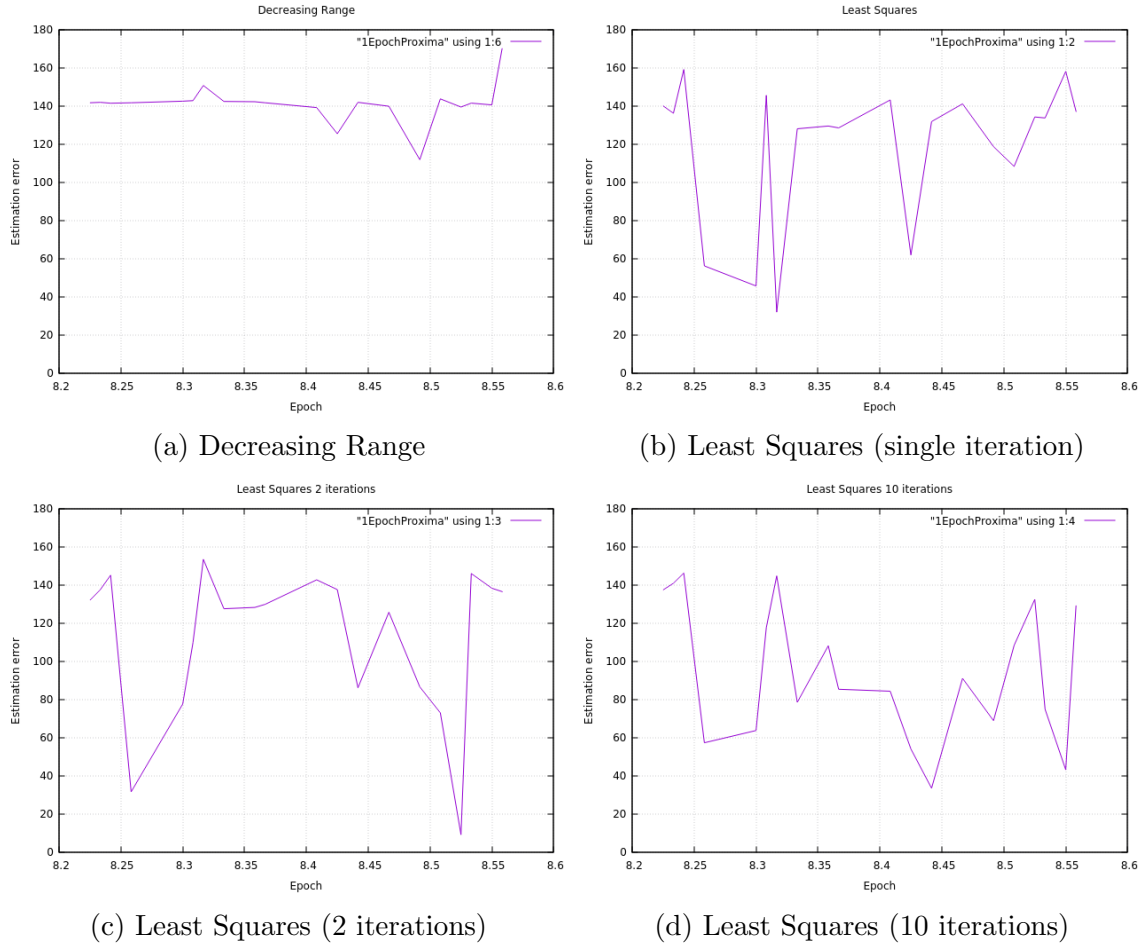 Decreasing Range
"1EpochProxima" using 1:6
180
160
140
120
100
80
60
40
20
0
Estimation error
8.2 8.25 8.3 8.35 8.4 8.45 8.5 8.55 8.6
Epoch
(a) Decreasing Range
Least Squares
"1EpochProxima" using 1:2
180
160
140
120
100
80
60
40
20
0
Estimation error
8.2 8.25 8.3 8.35 8.4 8.45 8.5 8.55 8.6
Epoch
(b) Least Squares (single iteration)
Least Squares 2 iterations
"1EpochProxima" using 1:3
180
160
140
120
100
80
60
40
20
0
Estimation error
8.2 8.25 8.3 8.35 8.4 8.45 8.5 8.55 8.6
Epoch
(c) Least Squares (2 iterations)
Least Squares 10 iterations
"1EpochProxima" using 1:4
180
160
140
120
100
80
60
40
20
0
Estimation error
8.2 8.25 8.3 8.35 8.4 8.45 8.5 8.55 8.6
Epoch
(d) Least Squares (10 iterations)